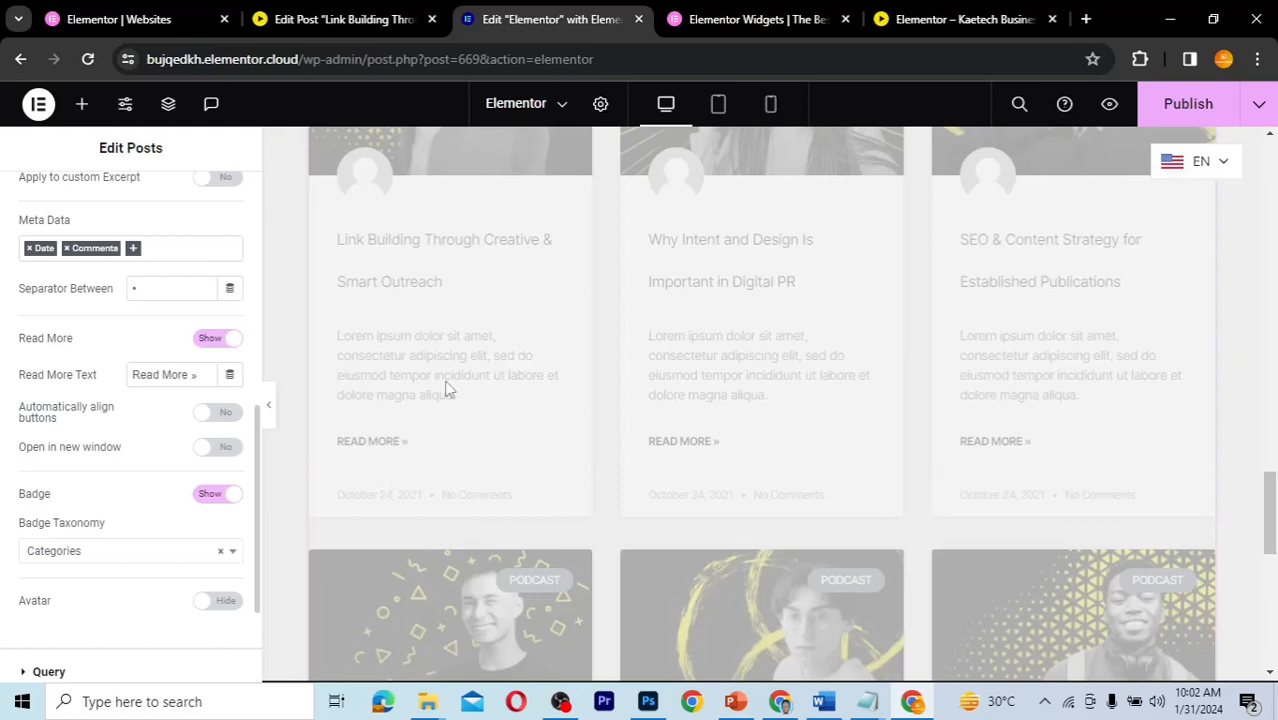 Elementor | Websites
Edit Post "Link Building Thro
Edit "Elementor" with Eleme
Elementor Widgets | The Bes
Elementor – Kaetech Busine
bujqedkh.elementor.cloud/wp-admin/post.php?post=669&action=elementor
Elementor
Publish
Edit Posts
EN
Apply to custom Excerpt
No
Meta Data
× Date × Comments +
Separator Between
•
Read More
Show
Read More Text
Read More »
Automatically align
buttons
No
Open in new window
No
Badge
Show
Badge Taxonomy
Categories
×
Avatar
Hide
Query
Link Building Through Creative &
Smart Outreach
Lorem ipsum dolor sit amet,
consectetur adipiscing elit, sed do
eiusmod tempor incididunt ut labore et
dolore magna aliqua.
READ MORE »
October 24, 2021 • No Comments
Why Intent and Design Is
Important in Digital PR
Lorem ipsum dolor sit amet,
consectetur adipiscing elit, sed do
eiusmod tempor incididunt ut labore et
dolore magna aliqua.
READ MORE »
October 24, 2021 • No Comments
SEO & Content Strategy for
Established Publications
Lorem ipsum dolor sit amet,
consectetur adipiscing elit, sed do
eiusmod tempor incididunt ut labore et
dolore magna aliqua.
READ MORE »
October 24, 2021 • No Comments
PODCAST
PODCAST
PODCAST
Type here to search
Pr
Ps
30°C
10:02 AM
1/31/2024
2